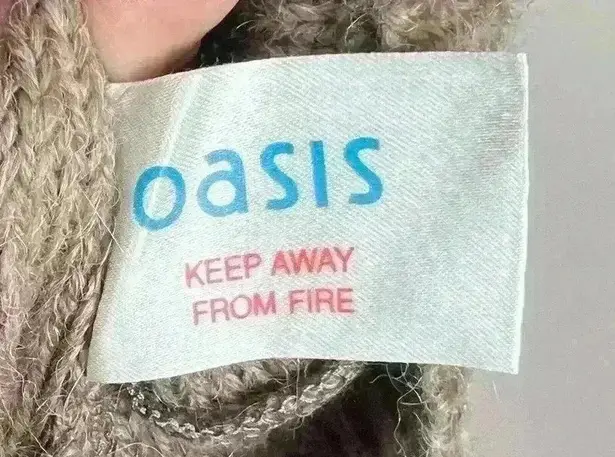 oasis
KEEP AWAY
FROM FIRE